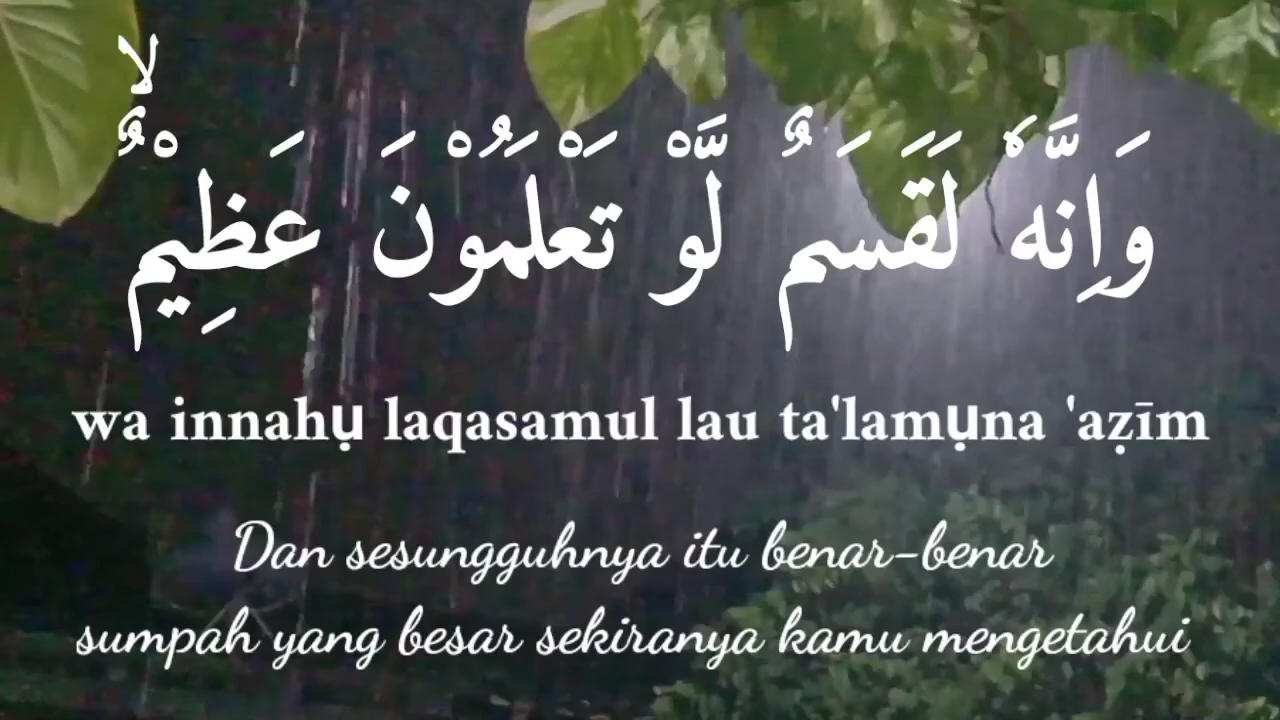 وَاِنَّهٗ لَقَسَمٌ لَّوْ تَعْلَمُوْنَ عَظِيْمٌۙ
wa innahụ laqasamul lau ta'lamụna 'aẓīm
Dan sesungguhnya itu benar-benar
sumpah yang besar sekiranya kamu mengetahui